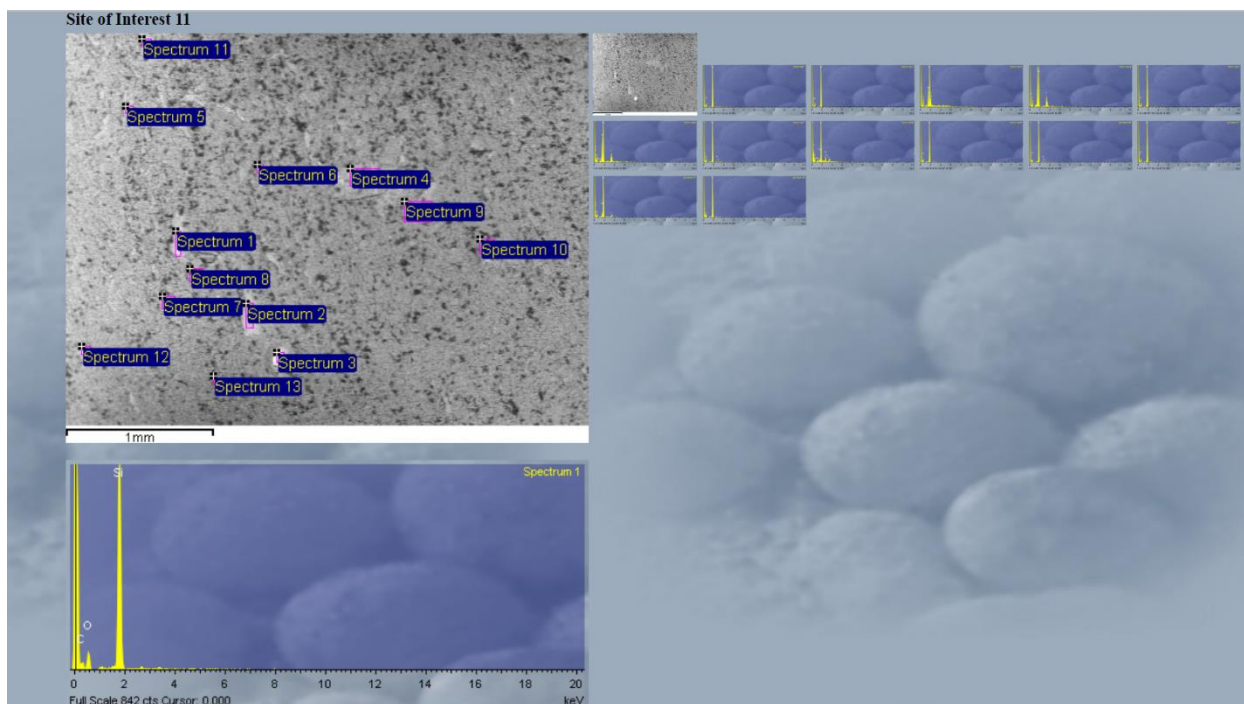 Site of Interest 11
Spectrum 11
Spectrum 5
Spectrum 6
Spectrum 4
Spectrum 9
Spectrum 1
Spectrum 10
Spectrum 8
Spectrum 7
Spectrum 2
Spectrum 12
Spectrum 3
Spectrum 13
1mm
Si
Spectrum 1
O
C
0 2 4 6 8 10 12 14 16 18 20
Full Scale 842 cts Cursor: 0.000 keV